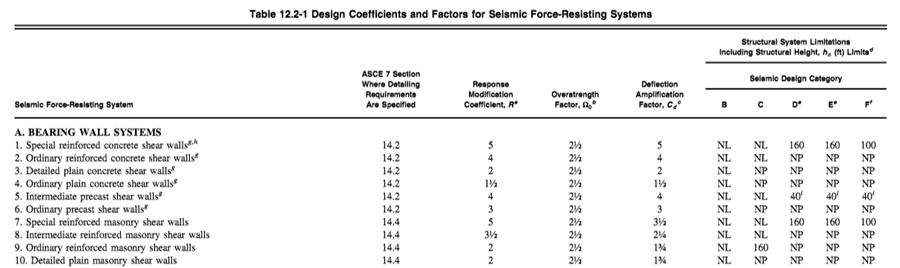 Table 12.2-1 Design Coefficients and Factors for Seismic Force-Resisting Systems
Structural System Limitations
Including Structural Height, hₙ (ft) Limitsᵈ
ASCE 7 Section
Where Detailing Response Deflection Seismic Design Category
Requirements Modification Overstrength Amplification
Seismic Force-Resisting System Are Specified Coefficient, Rᵃ Factor, Ω₀ᵇ Factor, C_dᶜ B C Dᵉ Eᵉ Fᶠ
A. BEARING WALL SYSTEMS
1. Special reinforced concrete shear wallsᵍ,ʰ 14.2 5 2½ 5 NL NL 160 160 100
2. Ordinary reinforced concrete shear wallsᵍ 14.2 4 2½ 4 NL NL NP NP NP
3. Detailed plain concrete shear wallsᵍ 14.2 2 2½ 2 NL NP NP NP NP
4. Ordinary plain concrete shear wallsᵍ 14.2 1½ 2½ 1½ NL NP NP NP NP
5. Intermediate precast shear wallsᵍ 14.2 4 2½ 4 NL NL 40ⁱ 40ⁱ 40ⁱ
6. Ordinary precast shear wallsᵍ 14.2 3 2½ 3 NL NP NP NP NP
7. Special reinforced masonry shear walls 14.4 5 2½ 3½ NL NL 160 160 100
8. Intermediate reinforced masonry shear walls 14.4 3½ 2½ 2¼ NL NL NP NP NP
9. Ordinary reinforced masonry shear walls 14.4 2 2½ 1¾ NL 160 NP NP NP
10. Detailed plain masonry shear walls 14.4 2 2½ 1¾ NL NP NP NP NP